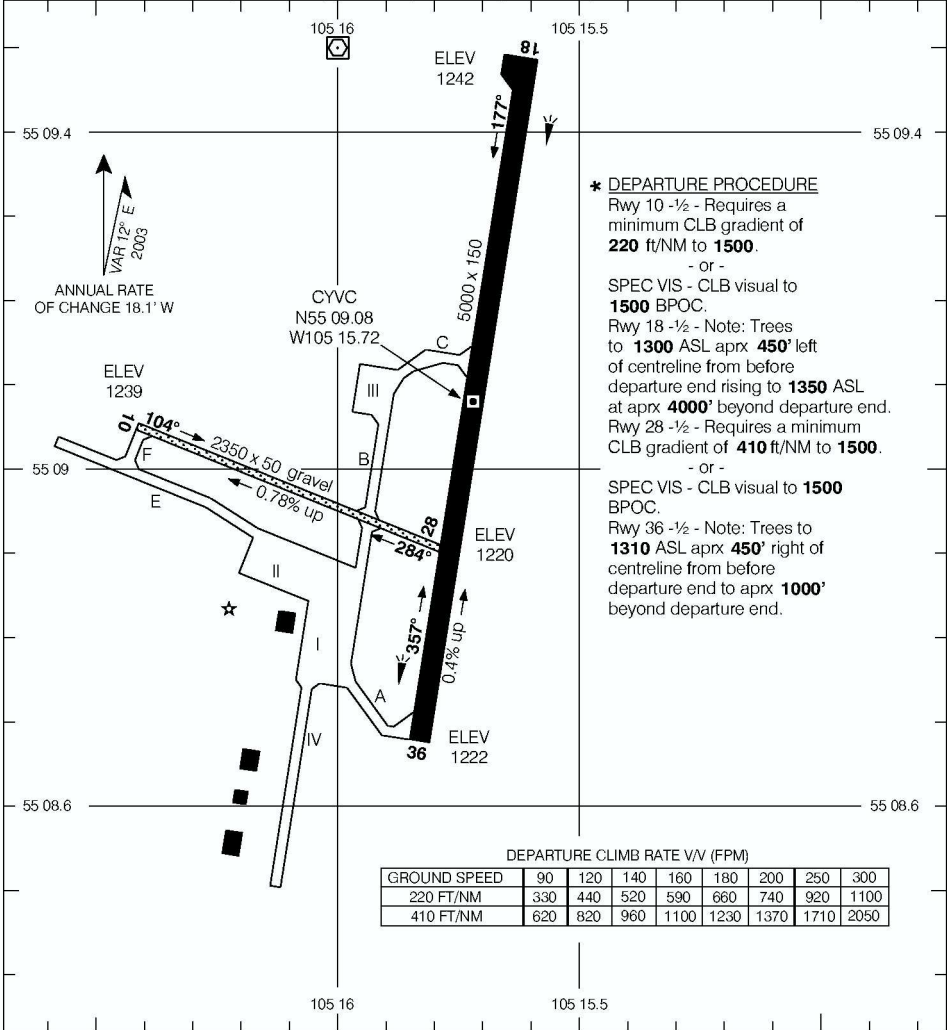 105 16
105 15.5
18
ELEV
1242
177°
55 09.4
55 09.4
VAR 12° E
2003
ANNUAL RATE
OF CHANGE 18.1' W
5000 x 150
CYVC
N55 09.08
W105 15.72
C
III
ELEV
1239
10
104°
2350 x 50 gravel
0.78% up
F
E
B
55 09
28
284°
ELEV
1220
II
I
357°
0.4% up
A
IV
36
ELEV
1222
* DEPARTURE PROCEDURE
Rwy 10 -½ - Requires a
minimum CLB gradient of
220 ft/NM to 1500.
- or -
SPEC VIS - CLB visual to
1500 BPOC.
Rwy 18 -½ - Note: Trees
to 1300 ASL aprx 450' left
of centreline from before
departure end rising to 1350 ASL
at aprx 4000' beyond departure end.
Rwy 28 -½ - Requires a minimum
CLB gradient of 410 ft/NM to 1500.
- or -
SPEC VIS - CLB visual to 1500
BPOC.
Rwy 36 -½ - Note: Trees to
1310 ASL aprx 450' right of
centreline from before
departure end to aprx 1000'
beyond departure end.
55 08.6
55 08.6
DEPARTURE CLIMB RATE V/V (FPM)
GROUND SPEED 90 120 140 160 180 200 250 300
220 FT/NM 330 440 520 590 660 740 920 1100
410 FT/NM 620 820 960 1100 1230 1370 1710 2050
105 16
105 15.5